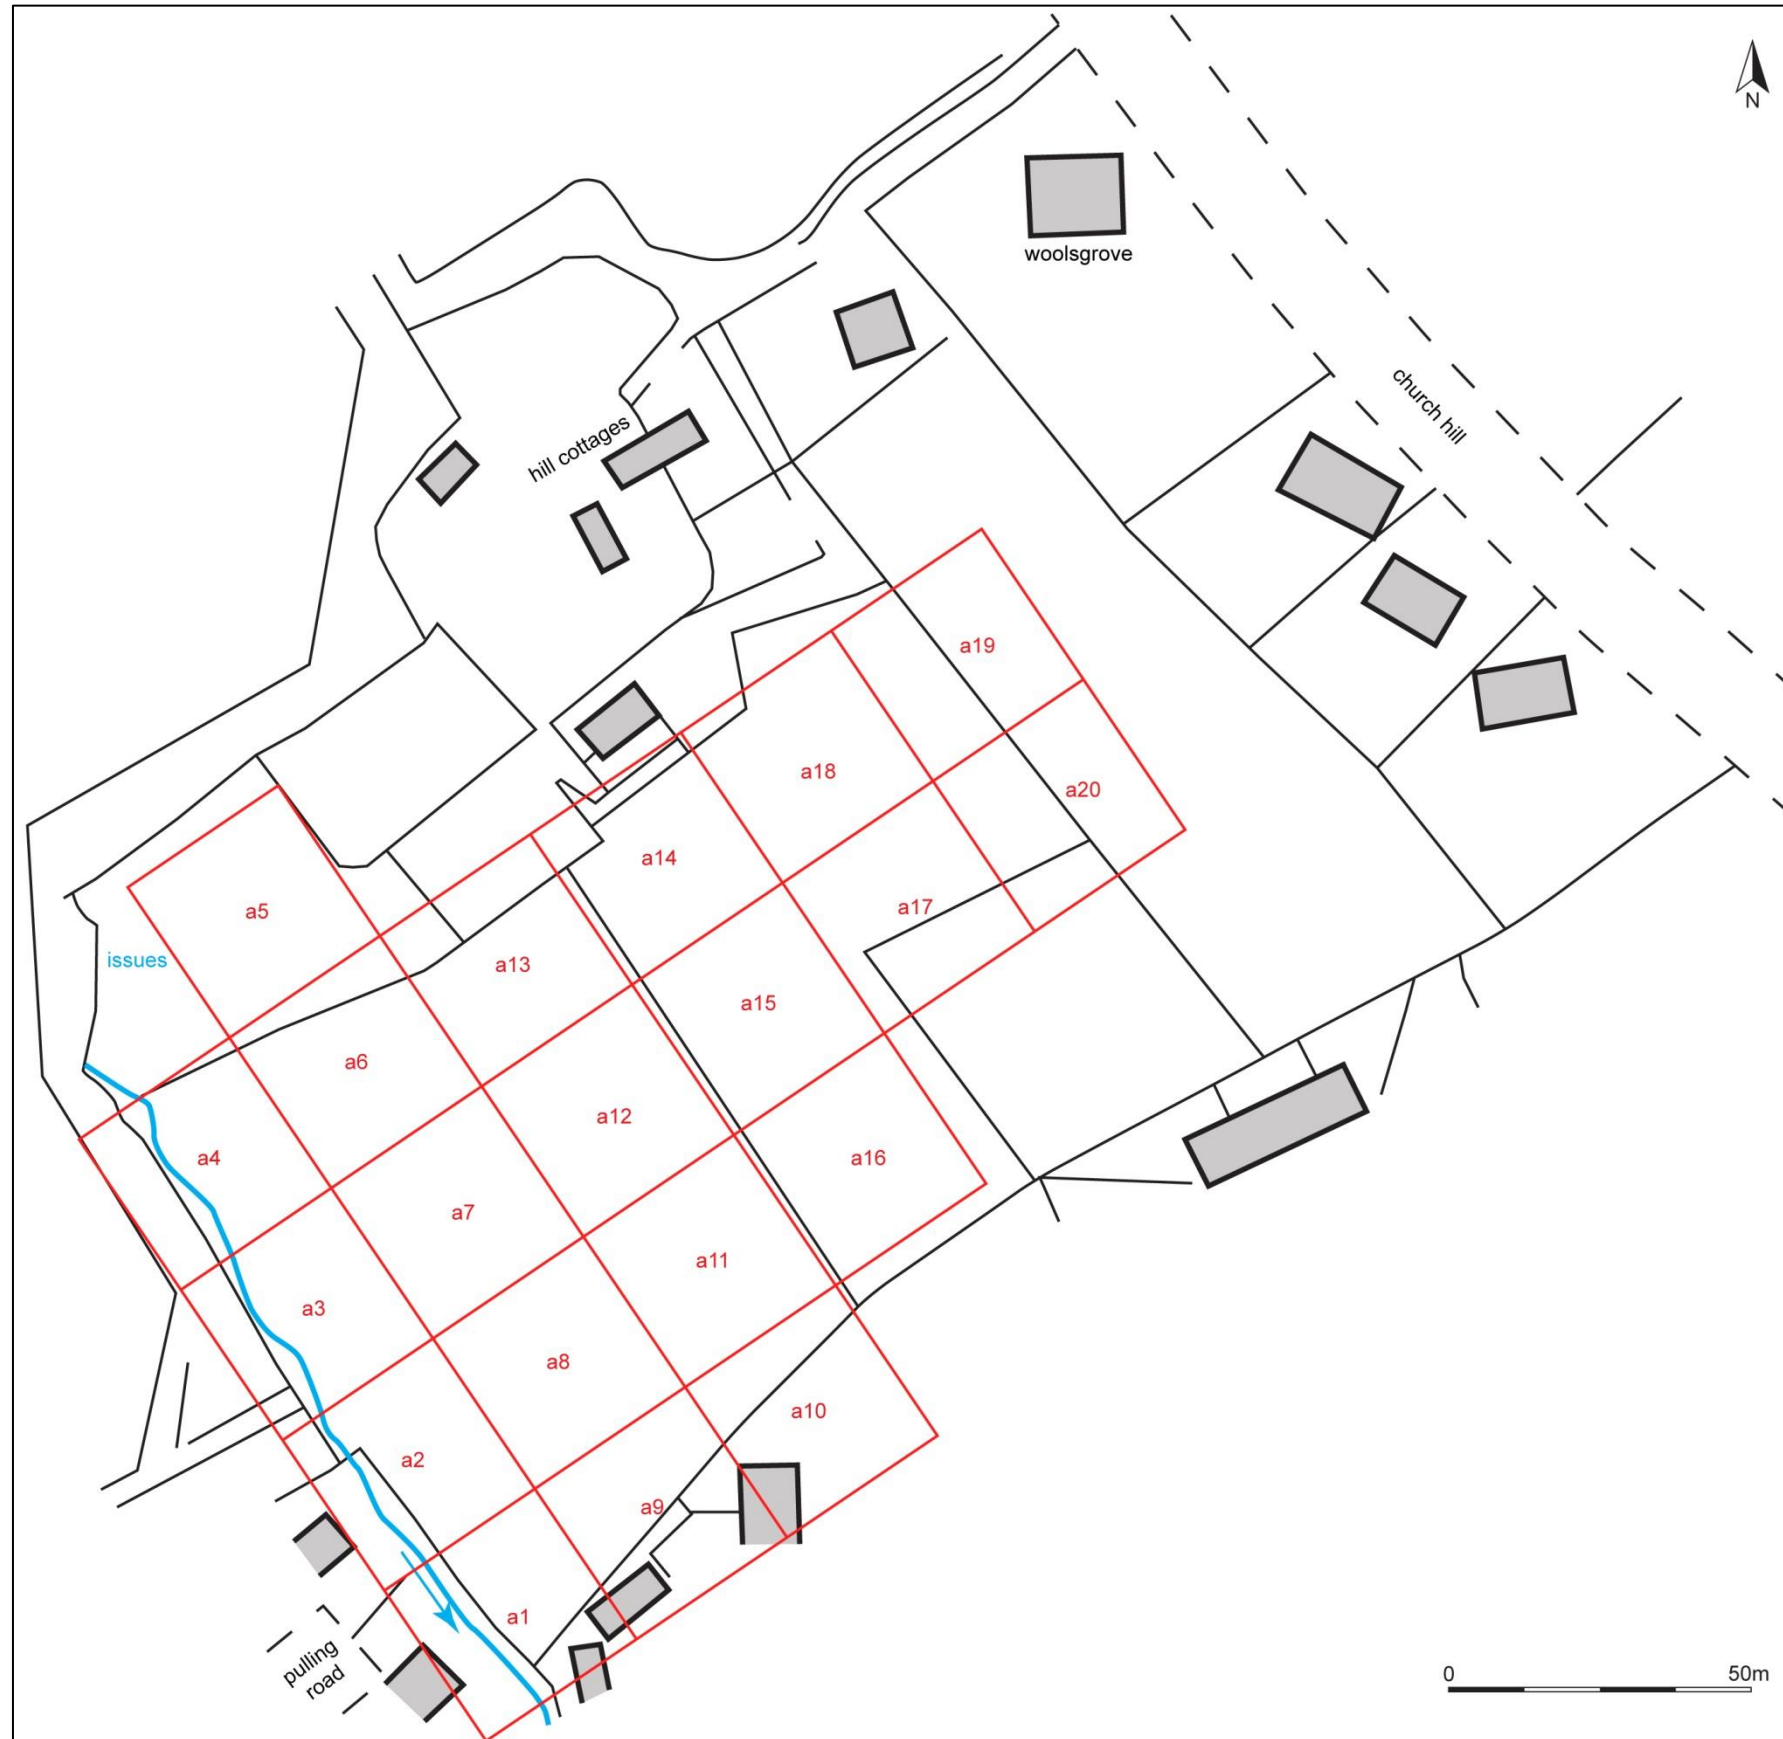 N
woolsgrove
church hill
hill cottages
a19
a20
a18
a14
a17
a5
issues
a13
a15
a6
a12
a4
a16
a7
a11
a3
a8
a10
a2
a9
a1
pulling
road
0 50m